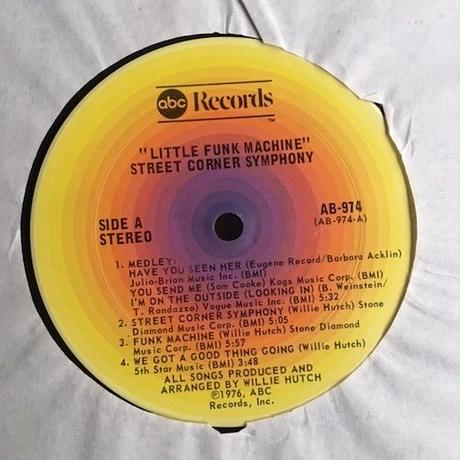 abc Records
TM
"LITTLE FUNK MACHINE"
STREET CORNER SYMPHONY
SIDE A
STEREO
AB-974
(AB-974-A)
1. MEDLEY:
HAVE YOU SEEN HER (Eugene Record/Barbara Acklin)
Julio-Brian Music Inc. (BMI)
YOU SEND ME (Sam Cooke) Kags Music Corp. (BMI)
I'M ON THE OUTSIDE (LOOKING IN) (B. Weinstein/
T. Randazzo) Vogue Music Inc. (BMI) 5:32
2. STREET CORNER SYMPHONY (Willie Hutch) Stone
Diamond Music Corp. (BMI) 5:05
3. FUNK MACHINE (Willie Hutch) Stone Diamond
Music Corp. (BMI) 5:57
4. WE GOT A GOOD THING GOING (Willie Hutch)
5th Star Music (BMI) 3:48
ALL SONGS PRODUCED AND
ARRANGED BY WILLIE HUTCH
℗1976, ABC
Records, Inc.